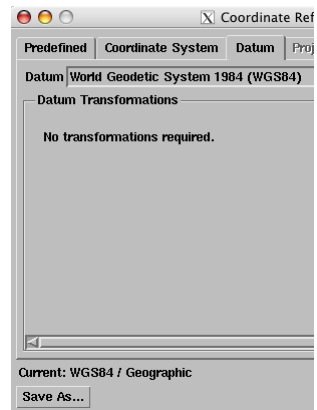 X Coordinate Ref
Predefined Coordinate System Datum Proj
Datum World Geodetic System 1984 (WGS84)
Datum Transformations
No transformations required.
Current: WGS84 / Geographic
Save As...